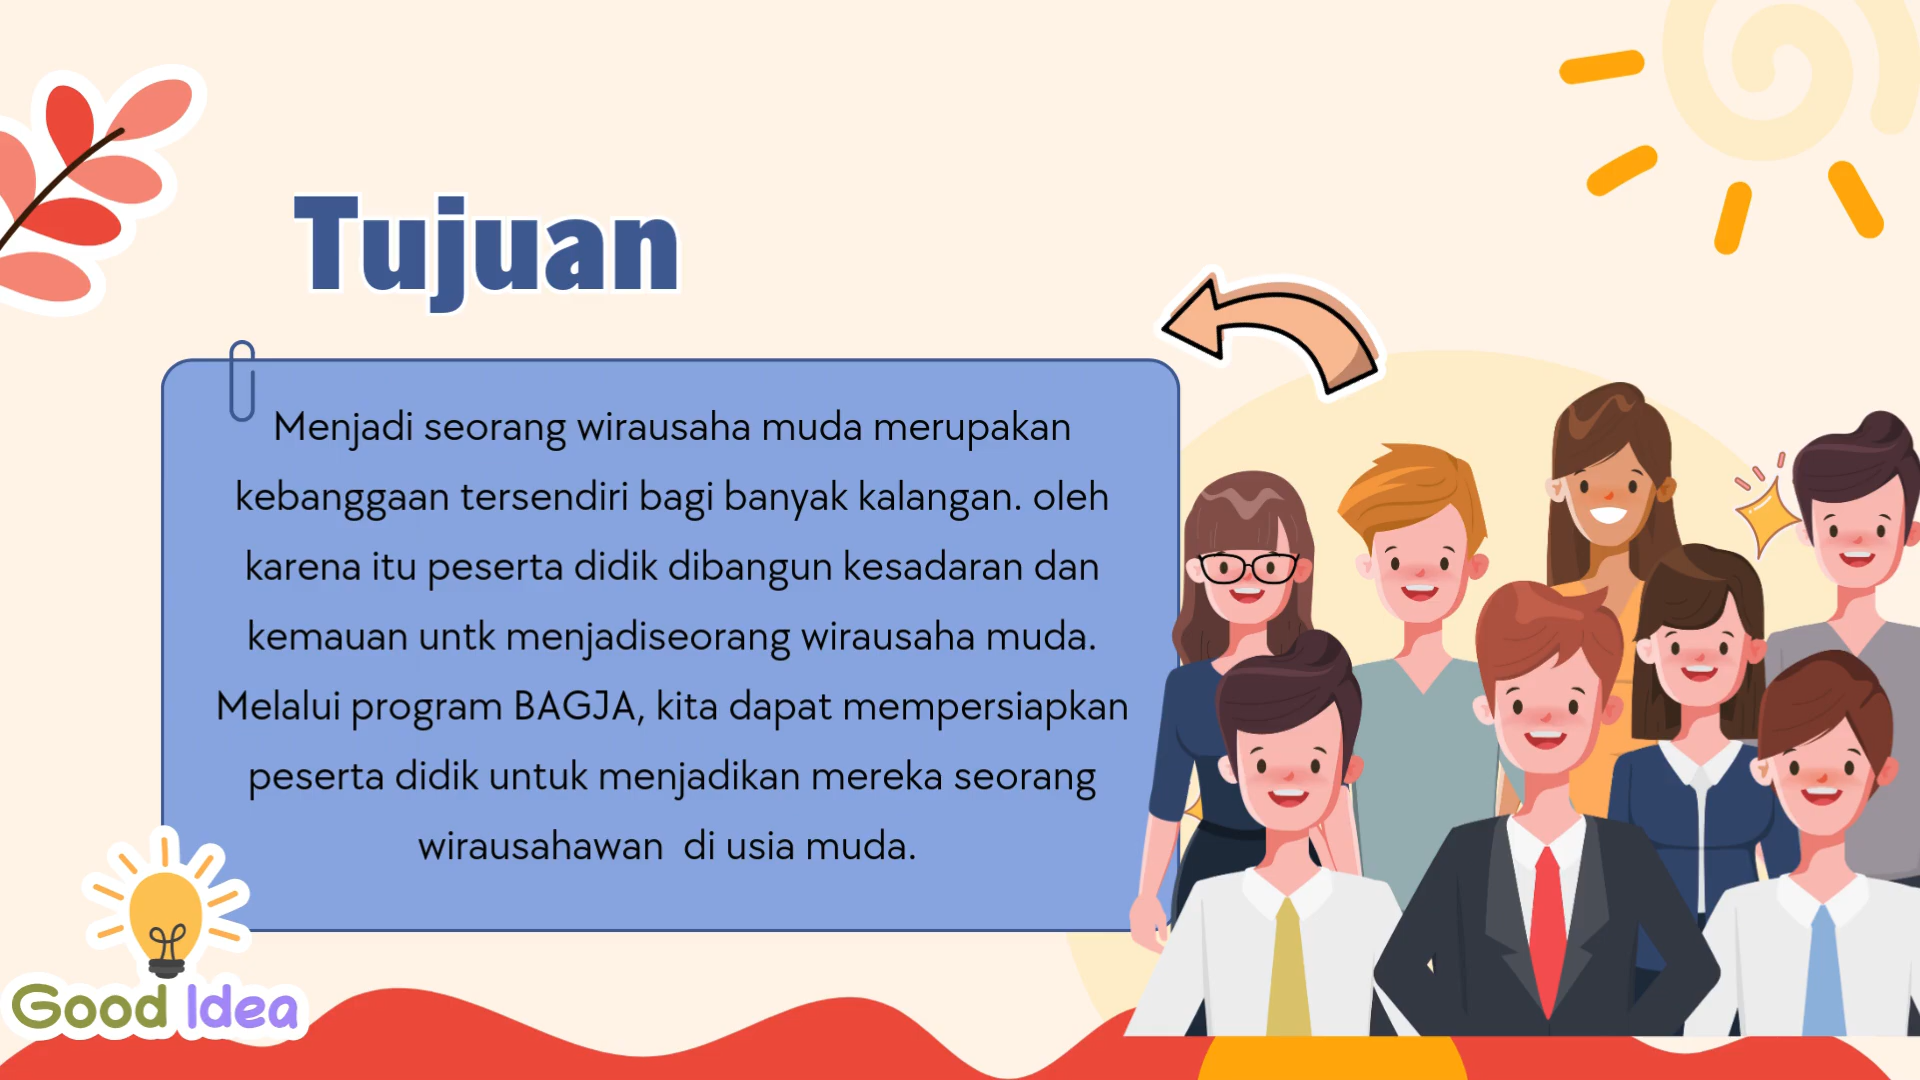 Tujuan
Menjadi seorang wirausaha muda merupakan
kebanggaan tersendiri bagi banyak kalangan. oleh
karena itu peserta didik dibangun kesadaran dan
kemauan untk menjadiseorang wirausaha muda.
Melalui program BAGJA, kita dapat mempersiapkan
peserta didik untuk menjadikan mereka seorang
wirausahawan  di usia muda.
Good Idea